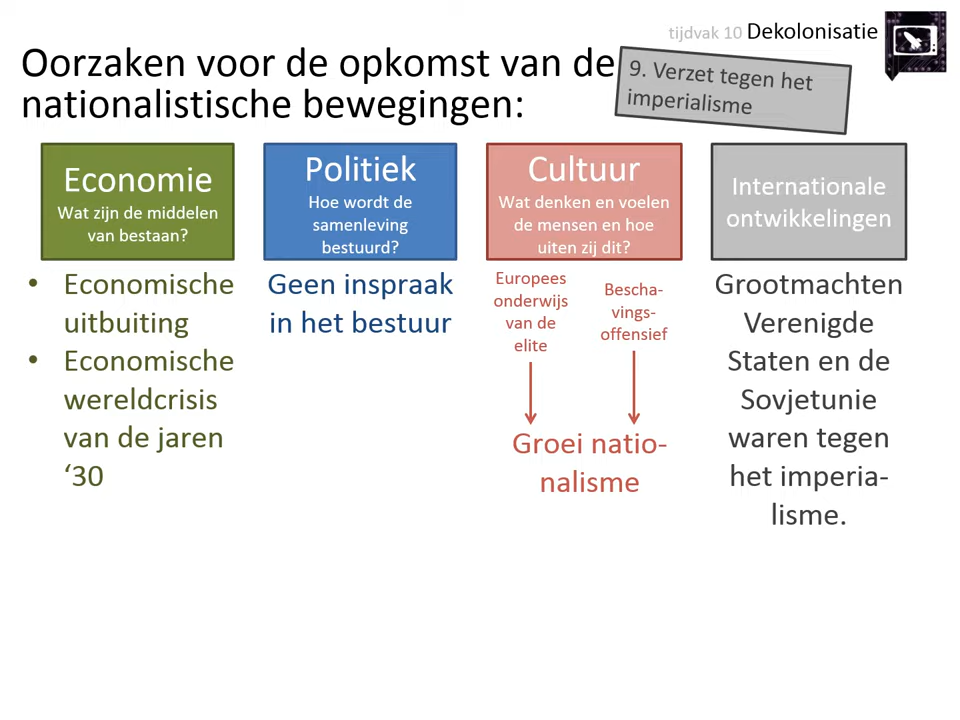 tijdvak 10 Dekolonisatie
Oorzaken voor de opkomst van de
nationalistische bewegingen:
9. Verzet tegen het
imperialisme
Economie
Wat zijn de middelen
van bestaan?
• Economische
uitbuiting
• Economische
wereldcrisis
van de jaren
‘30
Politiek
Hoe wordt de
samenleving
bestuurd?
Geen inspraak
in het bestuur
Cultuur
Wat denken en voelen
de mensen en hoe
uiten zij dit?
Europees
onderwijs
van de
elite
Bescha-
vings-
offensief
Groei natio-
nalisme
Internationale
ontwikkelingen
Grootmachten
Verenigde
Staten en de
Sovjetunie
waren tegen
het imperia-
lisme.